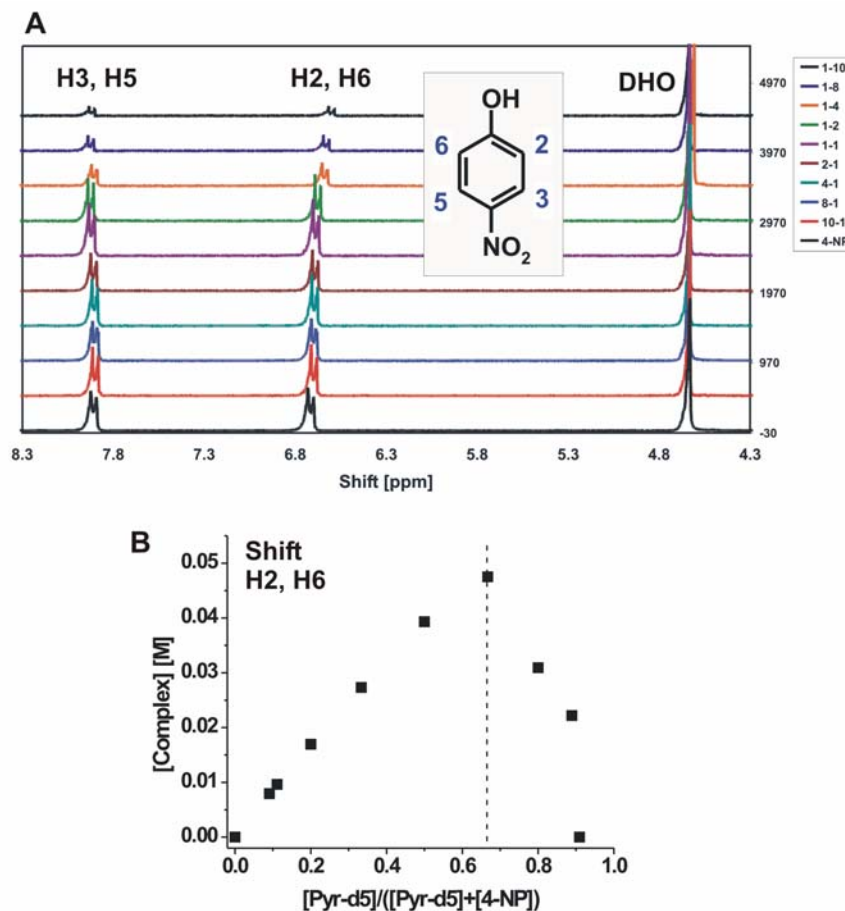 A
H3, H5
H2, H6
DHO
OH
6
2
5
3
NO2
4970
3970
2970
1970
970
-30
1-10
1-8
1-4
1-2
1-1
2-1
4-1
8-1
10-1
4-NP
8.3 7.8 7.3 6.8 6.3 5.8 5.3 4.8 4.3
Shift [ppm]
B
Shift
H2, H6
0.05
0.04
0.03
0.02
0.01
0.00
[Complex] [M]
0.0 0.2 0.4 0.6 0.8 1.0
[Pyr-d5]/([Pyr-d5]+[4-NP])